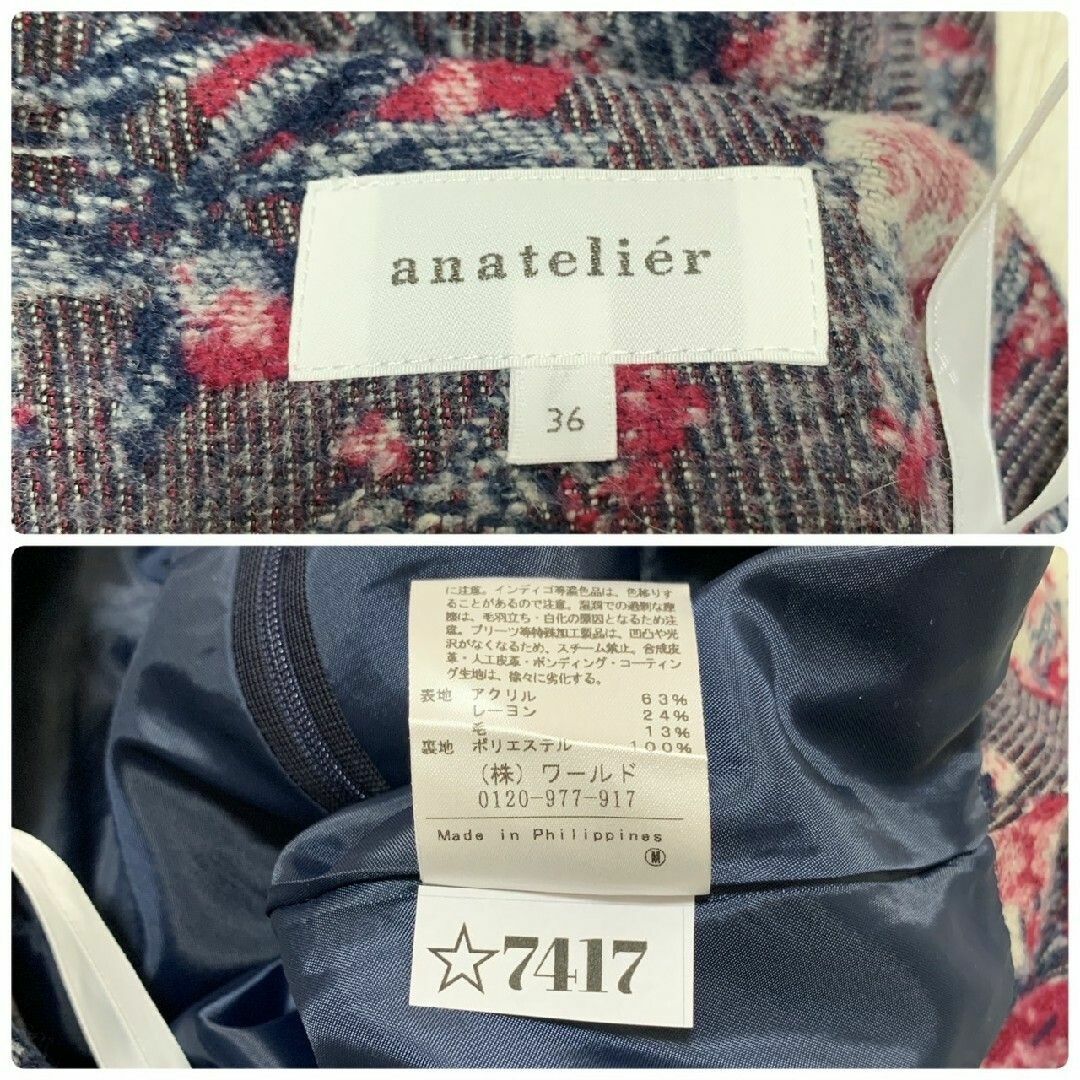 anateliér
36
に注意。インディゴ等濃色品は、色移りす
ることがあるので注意。湿潤での過剰な摩
擦は、毛羽立ち・白化の原因となるため注
意。プリーツ等特殊加工製品は、凹凸や光
沢がなくなるため、スチーム禁止。合成皮
革・人工皮革・ボンディング・コーティン
グ生地は、徐々に劣化する。
表地 アクリル 63%
レーヨン 24%
毛 13%
裏地 ポリエステル 100%
(株)ワールド
0120-977-917
Made in Philippines
M
☆7417